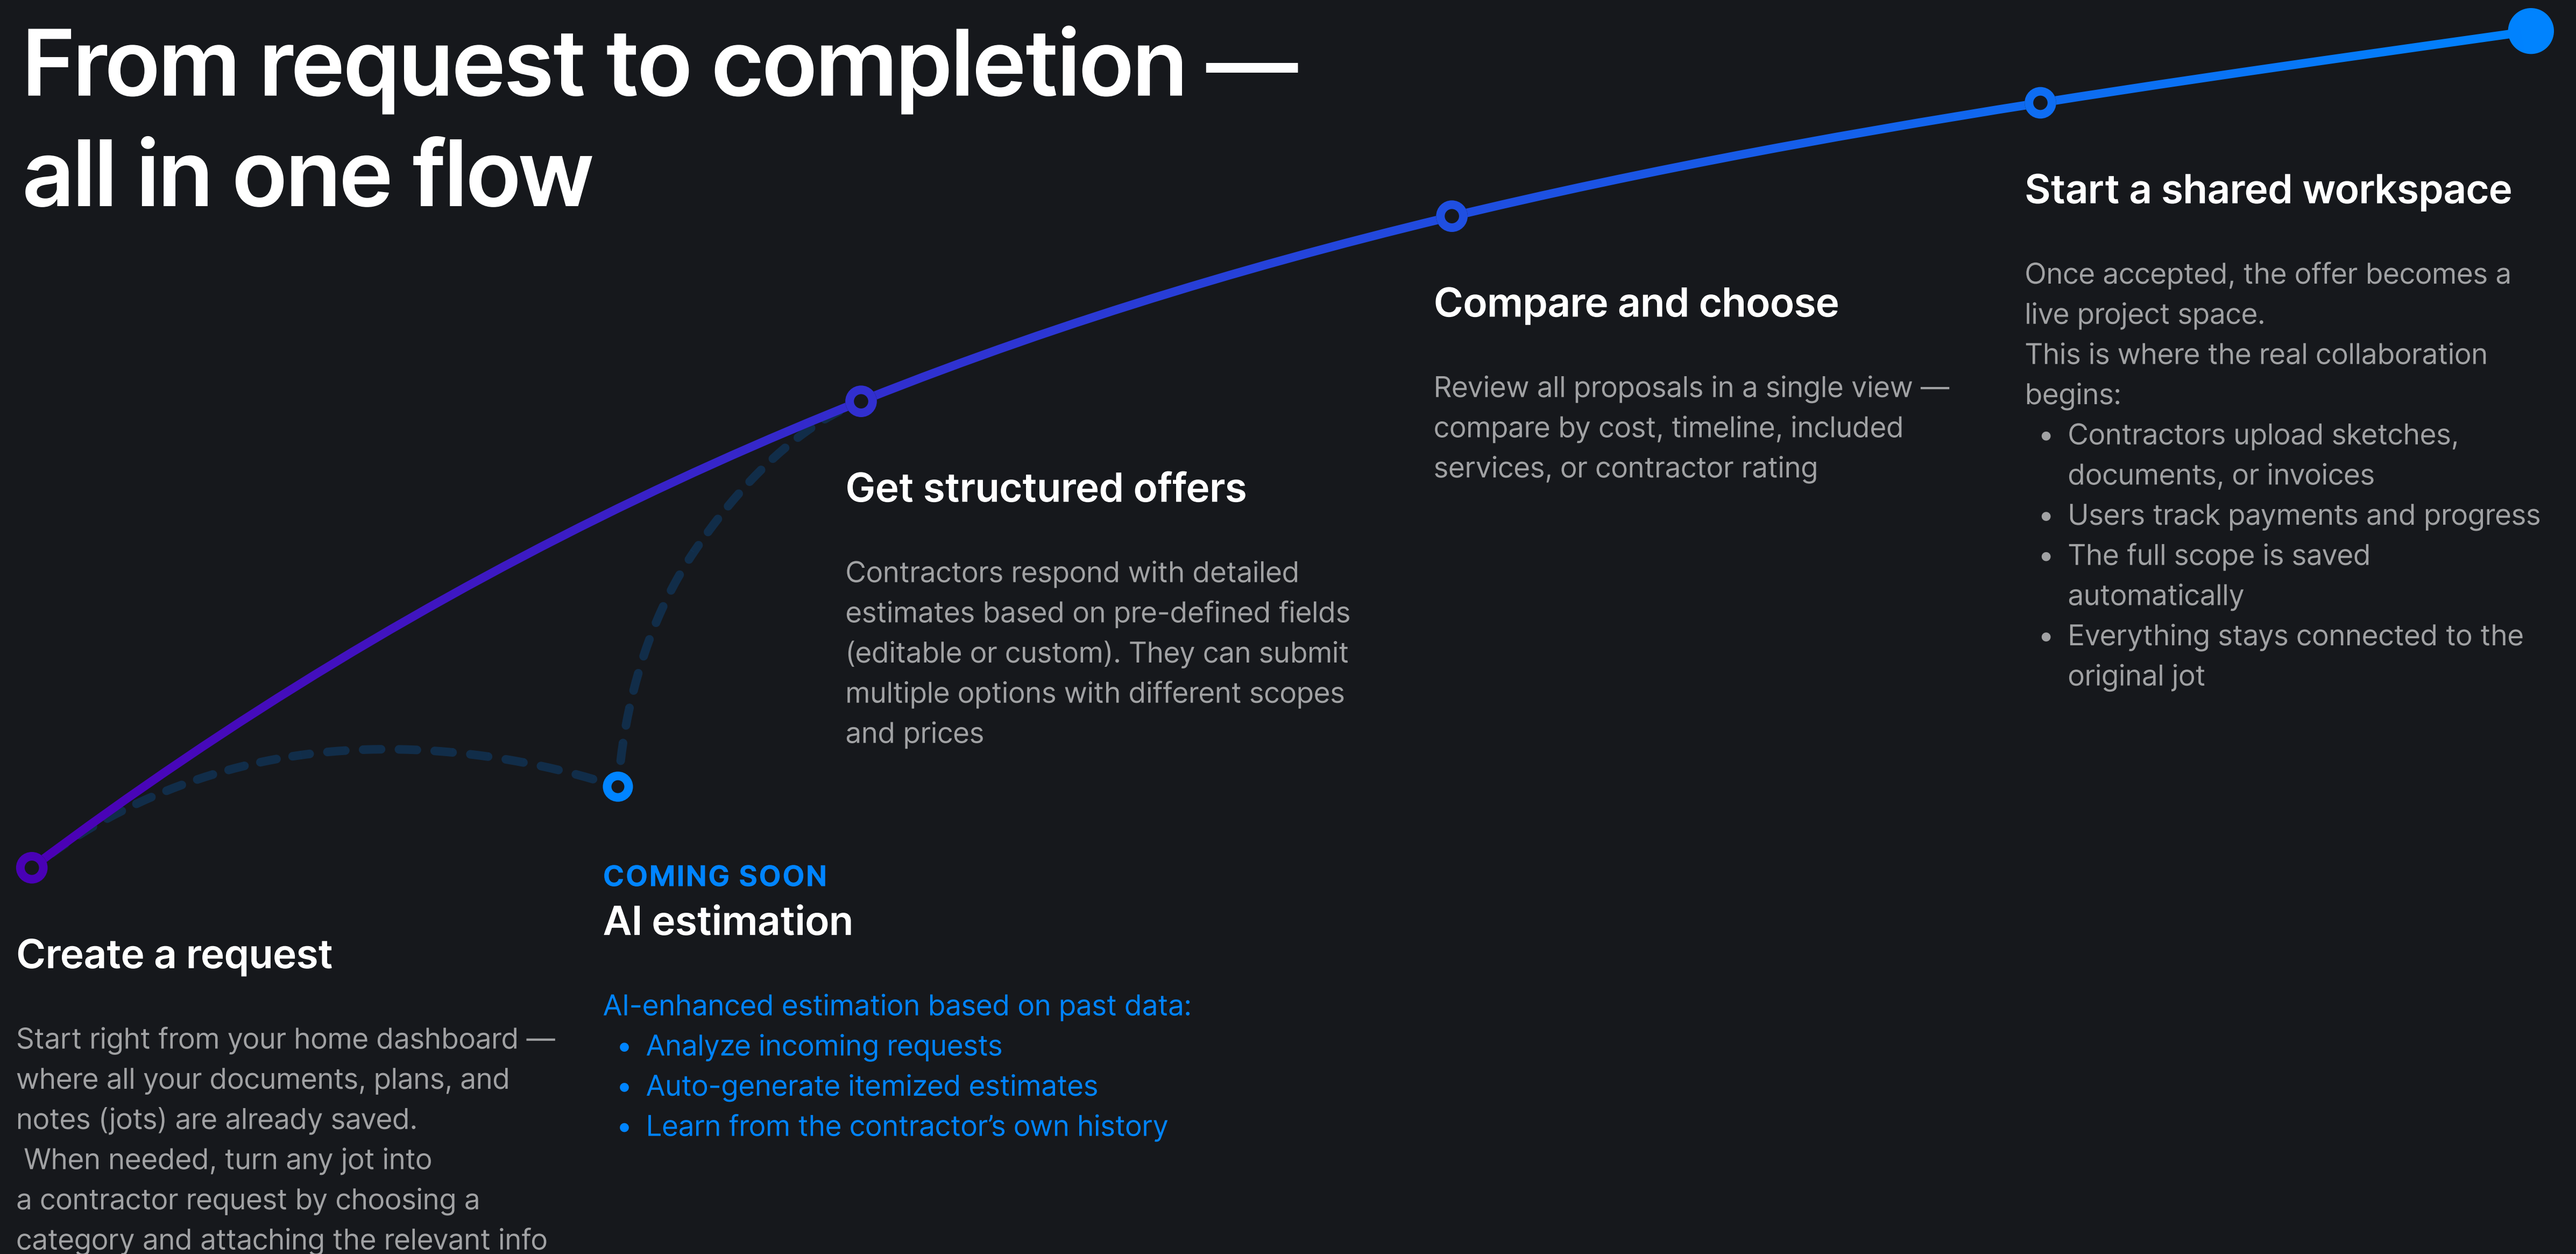 From request to completion —
all in one flow
Create a request
Start right from your home dashboard —
where all your documents, plans, and
notes (jots) are already saved.
When needed, turn any jot into
a contractor request by choosing a
category and attaching the relevant info
COMING SOON
AI estimation
AI-enhanced estimation based on past data:
• Analyze incoming requests
• Auto-generate itemized estimates
• Learn from the contractor’s own history
Get structured offers
Contractors respond with detailed
estimates based on pre-defined fields
(editable or custom). They can submit
multiple options with different scopes
and prices
Compare and choose
Review all proposals in a single view —
compare by cost, timeline, included
services, or contractor rating
Start a shared workspace
Once accepted, the offer becomes a
live project space.
This is where the real collaboration
begins:
• Contractors upload sketches,
documents, or invoices
• Users track payments and progress
• The full scope is saved
automatically
• Everything stays connected to the
original jot